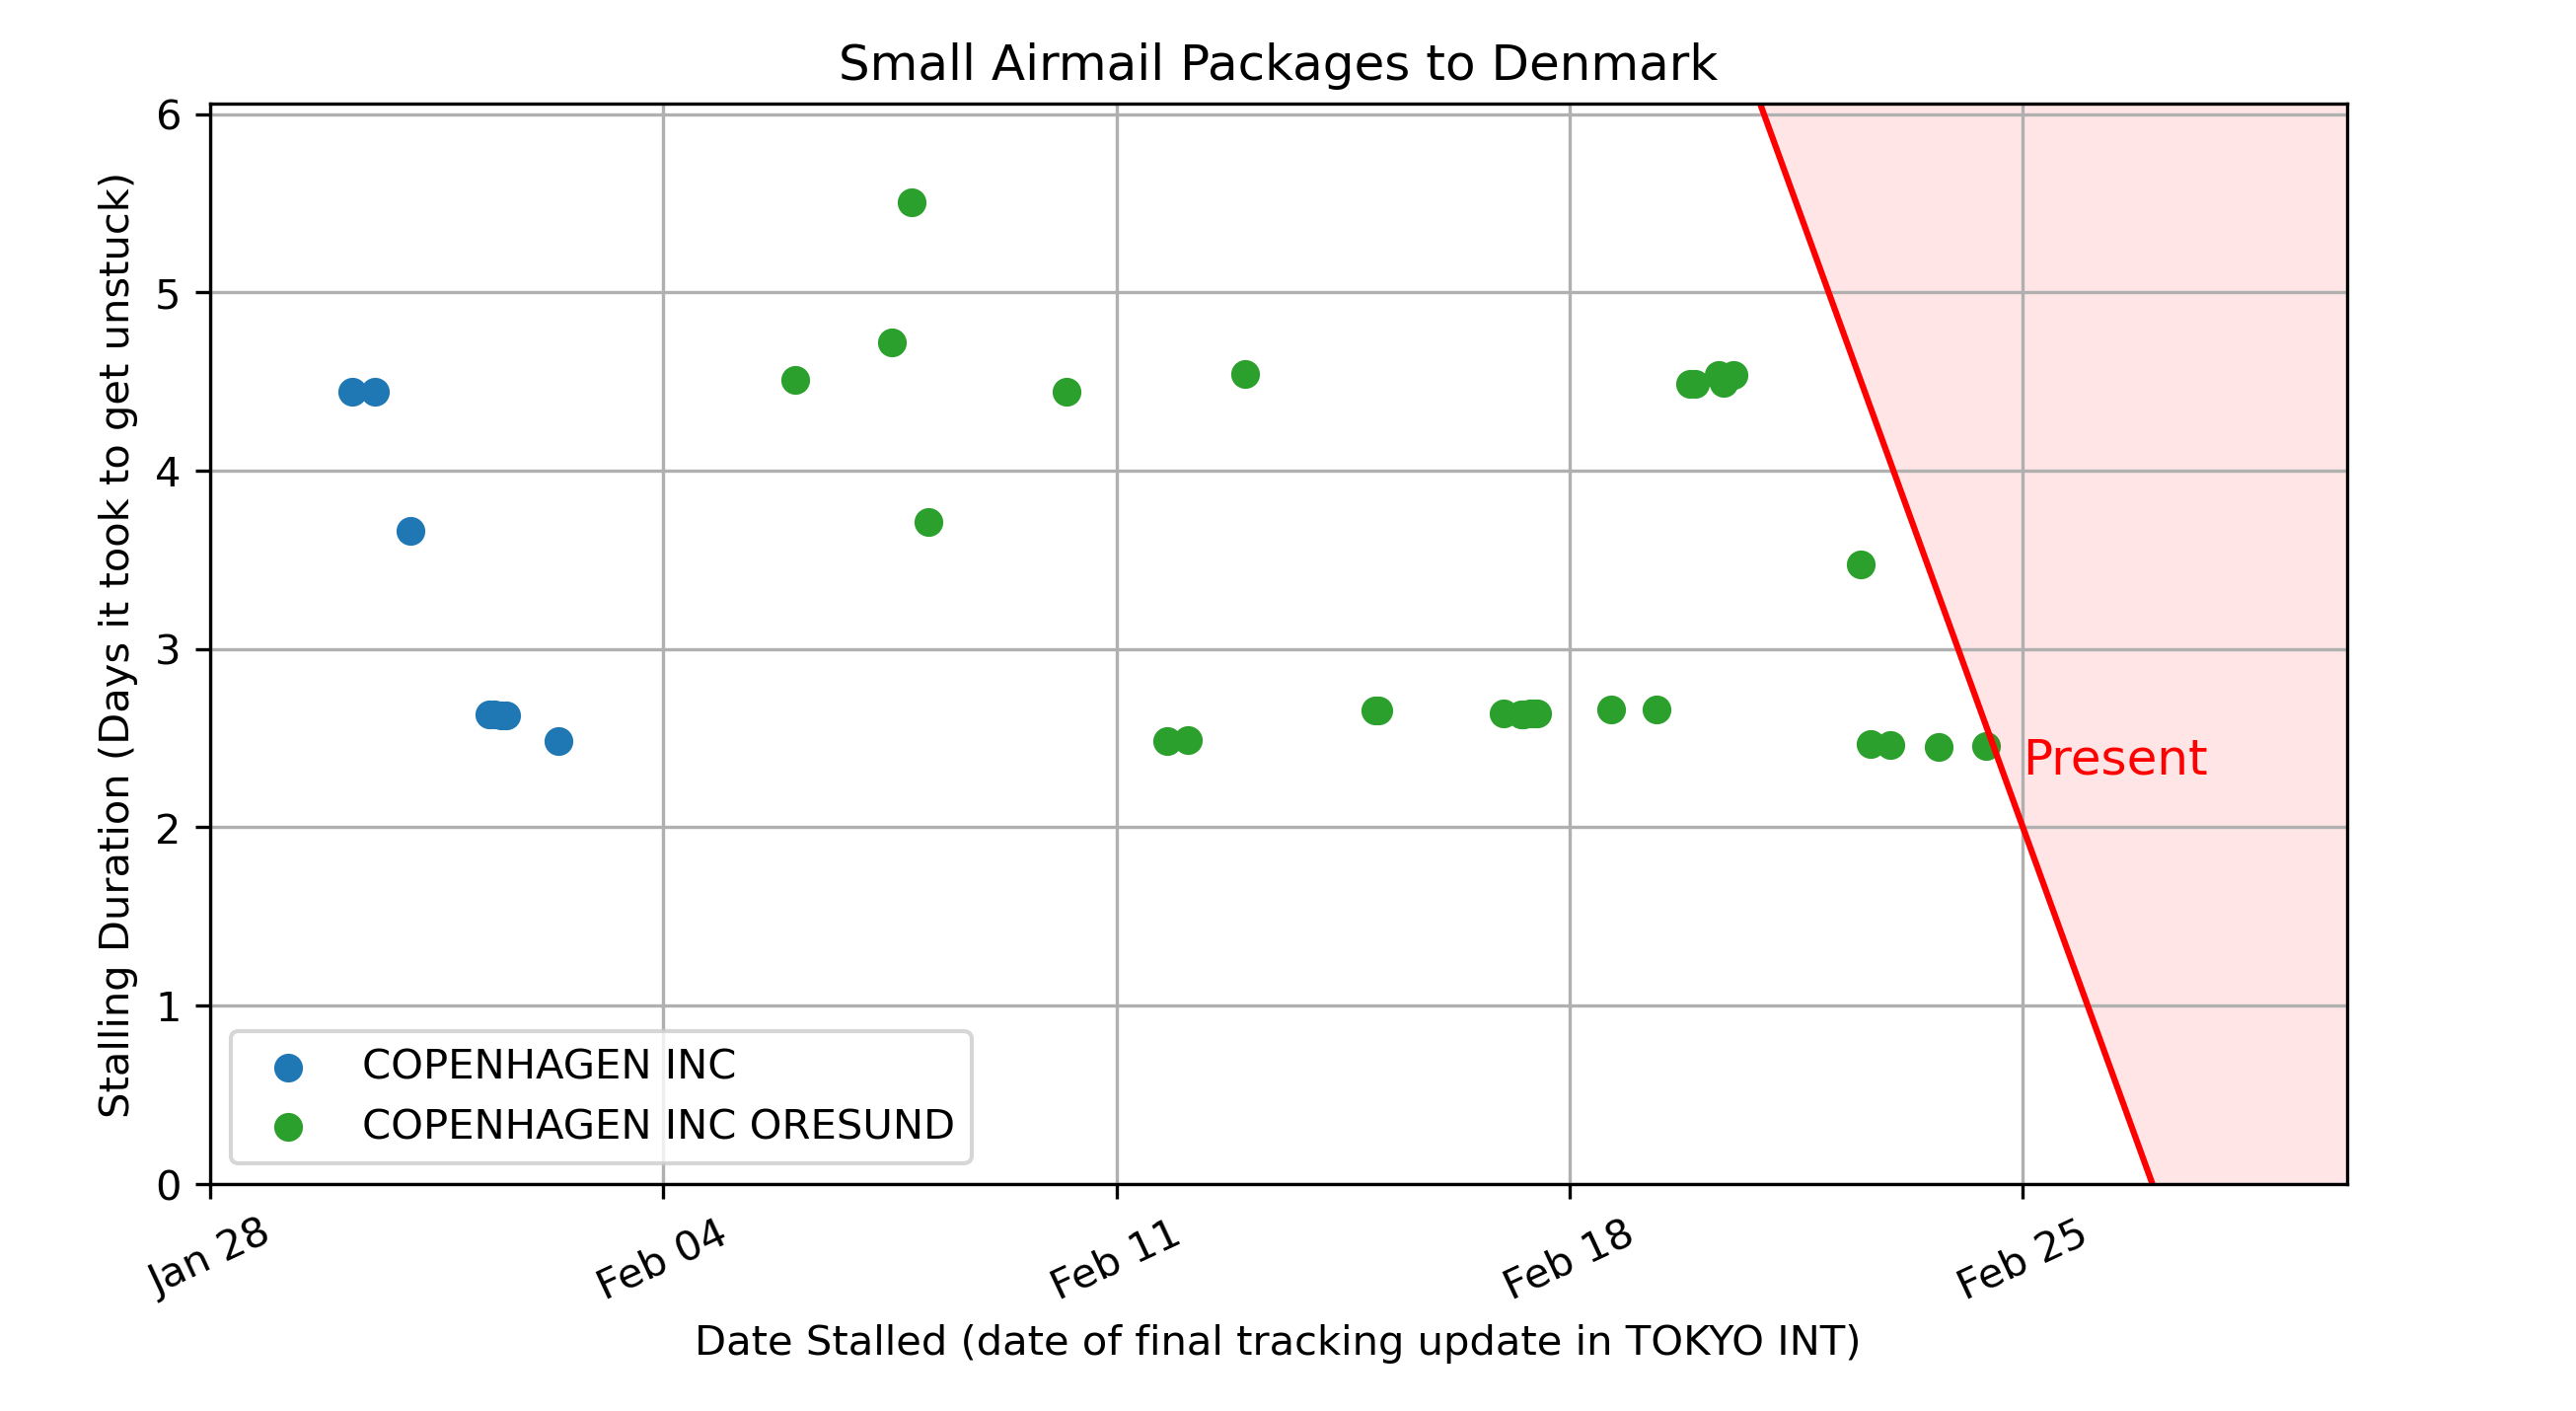 Small Airmail Packages to Denmark
Stalling Duration (Days it took to get unstuck)
6
5
4
3
2
1
0
Present
COPENHAGEN INC
COPENHAGEN INC ORESUND
Jan 28
Feb 04
Feb 11
Feb 18
Feb 25
Date Stalled (date of final tracking update in TOKYO INT)